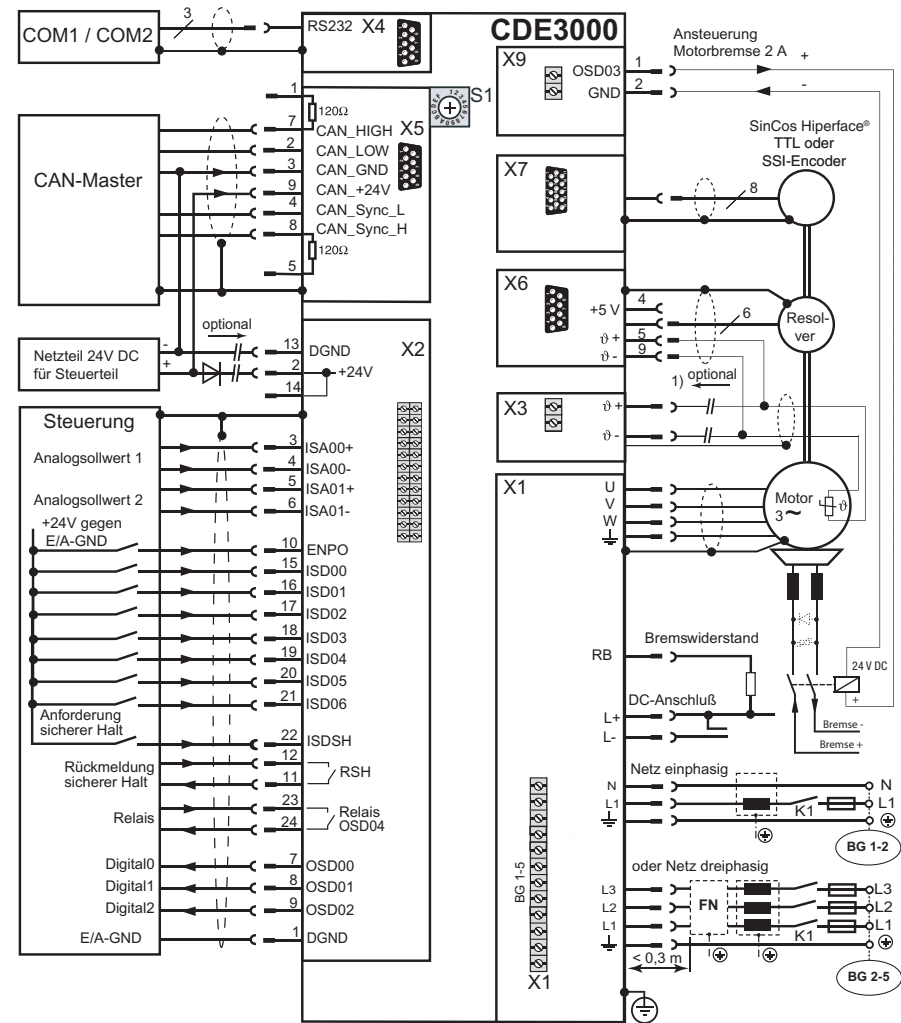 COM1 / COM2
3
RS232 X4
CDE3000
1
120Ω
S1
7 CAN_HIGH X5
2 CAN_LOW
3 CAN_GND
9 CAN_+24V
4 CAN_Sync_L
8 CAN_Sync_H
120Ω
5
CAN-Master
optional
Netzteil 24V DC
für Steuerteil
-
+
13 DGND X2
2 +24V
14
Steuerung
Analogsollwert 1
3 ISA00+
4 ISA00-
Analogsollwert 2
5 ISA01+
6 ISA01-
+24V gegen
E/A-GND
10 ENPO
15 ISD00
16 ISD01
17 ISD02
18 ISD03
19 ISD04
20 ISD05
21 ISD06
Anforderung
sicherer Halt
22 ISDSH
Rückmeldung
sicherer Halt
12
11 RSH
Relais
23 Relais
24 OSD04
Digital0 7 OSD00
Digital1 8 OSD01
Digital2 9 OSD02
E/A-GND 1 DGND
X9
OSD03 1
GND 2
Ansteuerung
Motorbremse 2 A
+
-
SinCos Hiperface®
TTL oder
SSI-Encoder
X7
8
X6
+5 V 4
6
ϑ + 5
ϑ - 9
Resol-
ver
1) optional
X3
ϑ +
ϑ -
X1
U
V
W
Motor
3 ~
ϑ
RB
Bremswiderstand
24 V DC
+
DC-Anschluß
L+
L-
Bremse -
Bremse +
Netz einphasig
N N
L1 K1 L1
BG 1-2
oder Netz dreiphasig
L3 L3
L2 FN L2
L1 K1 L1
< 0,3 m
BG 2-5
BG 1-5
X1